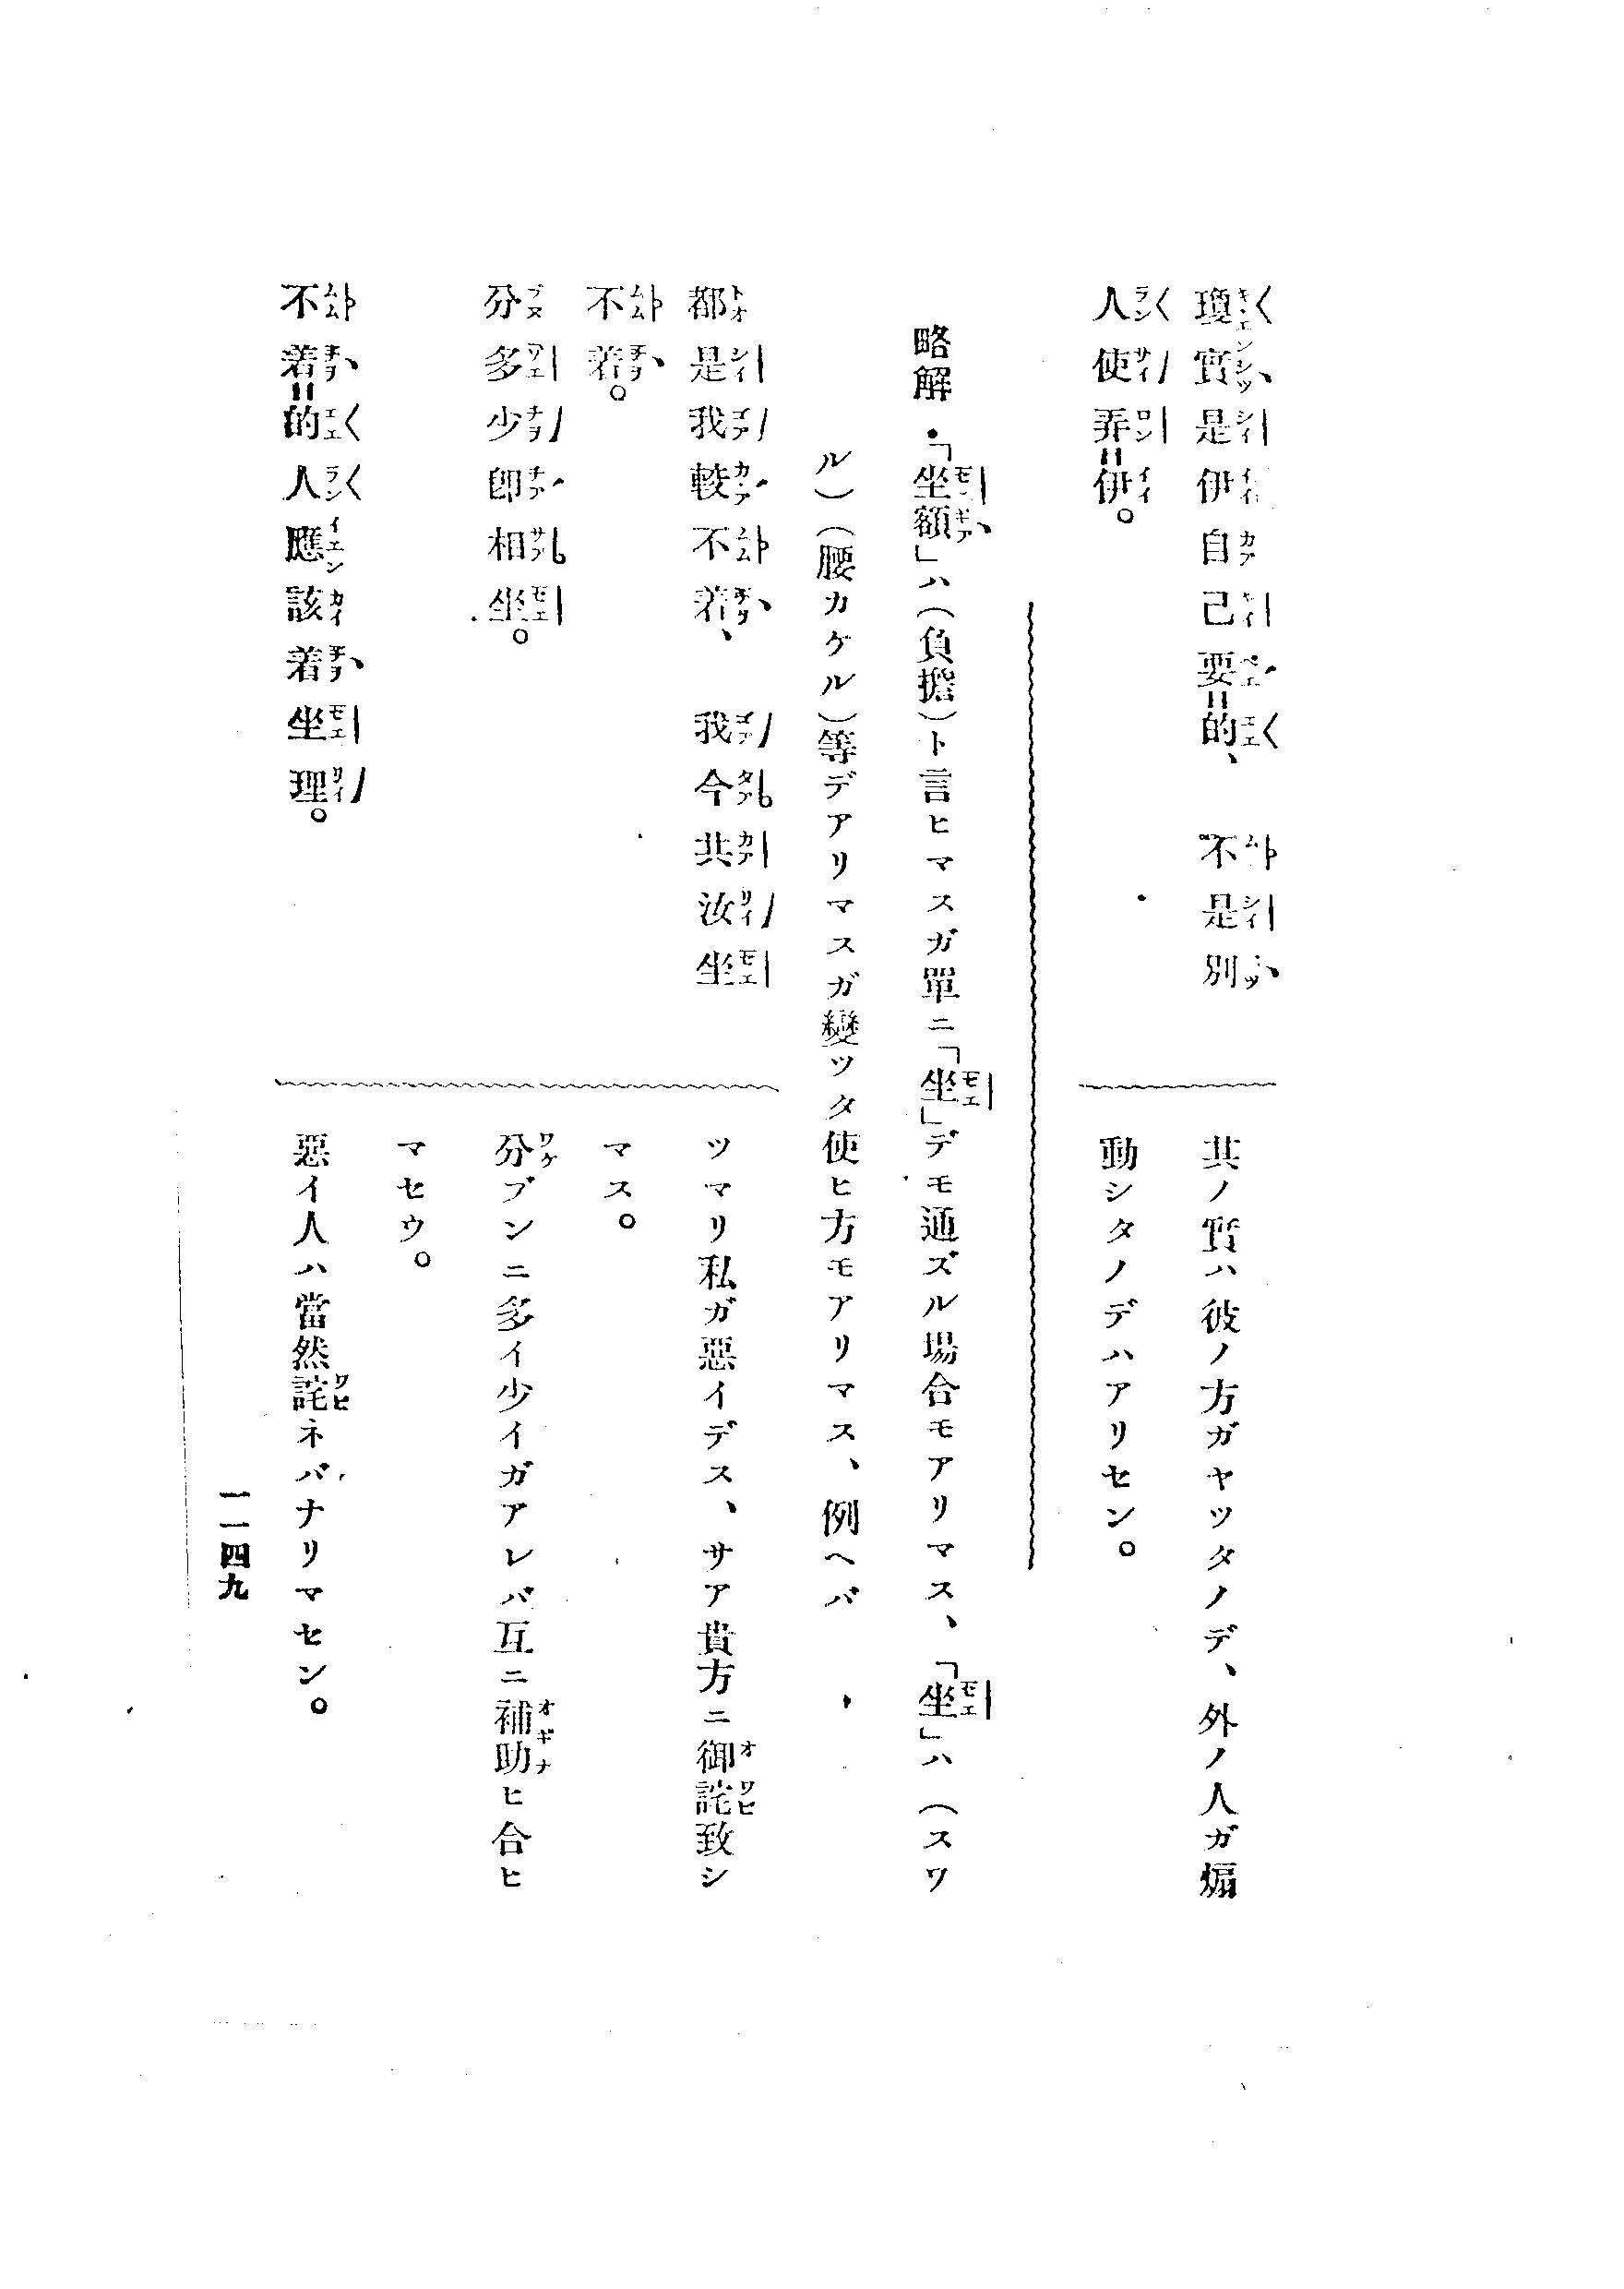 瓊實是伊自己要=的、不是別
人使弄=伊。
共ノ實ハ彼ノ方ガヤッタノデ、外ノ人ガ煽
動シタノデハアリセン。
略解・「坐額」ハ(負擔)ト言ヒマスガ單ニ「坐」デモ通ズル場合モアリマス、「坐」ハ(スワ
ル)(腰カケル)等デアリマスガ變ツタ使ヒ方モアリマス、例ヘバ
都是我較不着、我今共汝坐
不着。
ツマリ私ガ惡イデス、サア貴方ニ御詫致シ
マス。
分多少卽相坐。
分ブンニ多イ少イガアレバ互ニ補助ヒ合ヒ
マセウ。
不着=的人應該着坐理。
惡イ人ハ當然詫ネバナリマセン。
一一四九